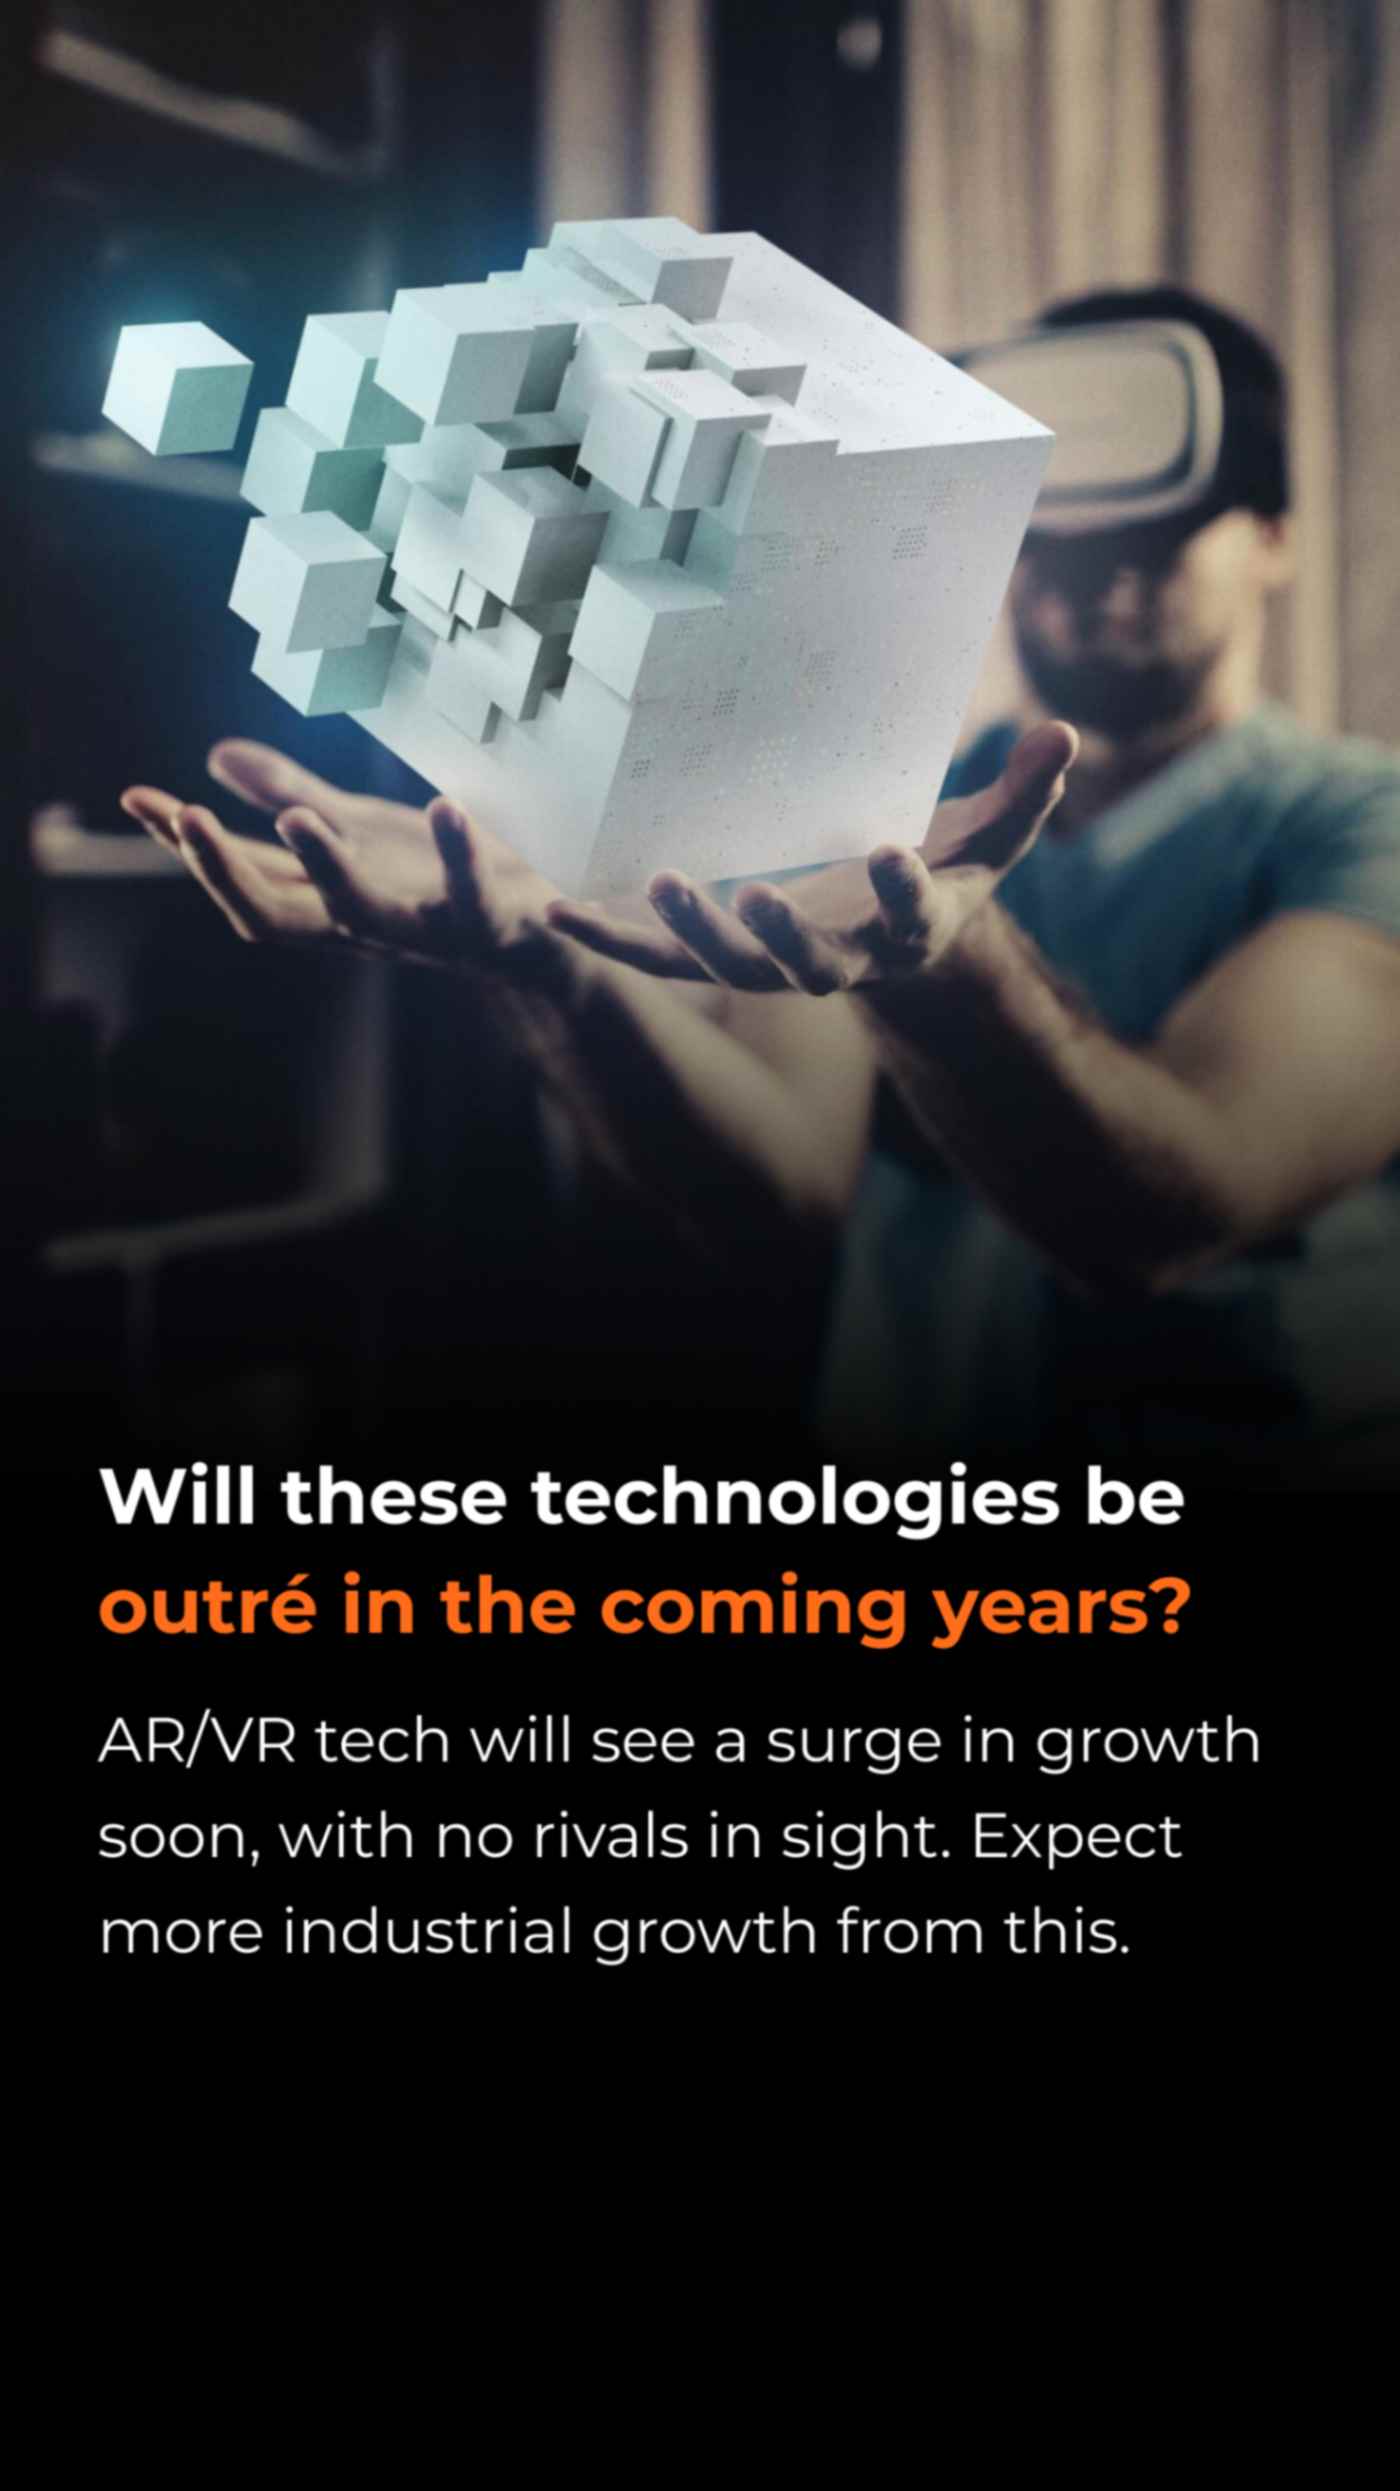 Will these technologies be
outré in the coming years?
AR/VR tech will see a surge in growth
soon, with no rivals in sight. Expect
more industrial growth from this.